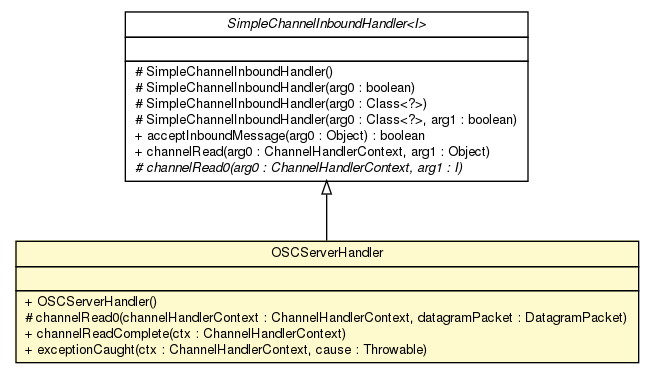 SimpleChannelInboundHandler<I>
# SimpleChannelInboundHandler()
# SimpleChannelInboundHandler(arg0 : boolean)
# SimpleChannelInboundHandler(arg0 : Class<?>)
# SimpleChannelInboundHandler(arg0 : Class<?>, arg1 : boolean)
+ acceptInboundMessage(arg0 : Object) : boolean
+ channelRead(arg0 : ChannelHandlerContext, arg1 : Object)
# channelRead0(arg0 : ChannelHandlerContext, arg1 : I)
OSCServerHandler
+ OSCServerHandler()
# channelRead0(channelHandlerContext : ChannelHandlerContext, datagramPacket : DatagramPacket)
+ channelReadComplete(ctx : ChannelHandlerContext)
+ exceptionCaught(ctx : ChannelHandlerContext, cause : Throwable)